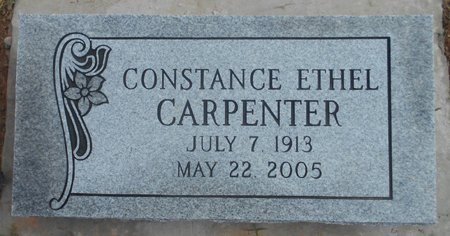 CONSTANCE ETHEL
CARPENTER
JULY 7 1913
MAY 22 2005